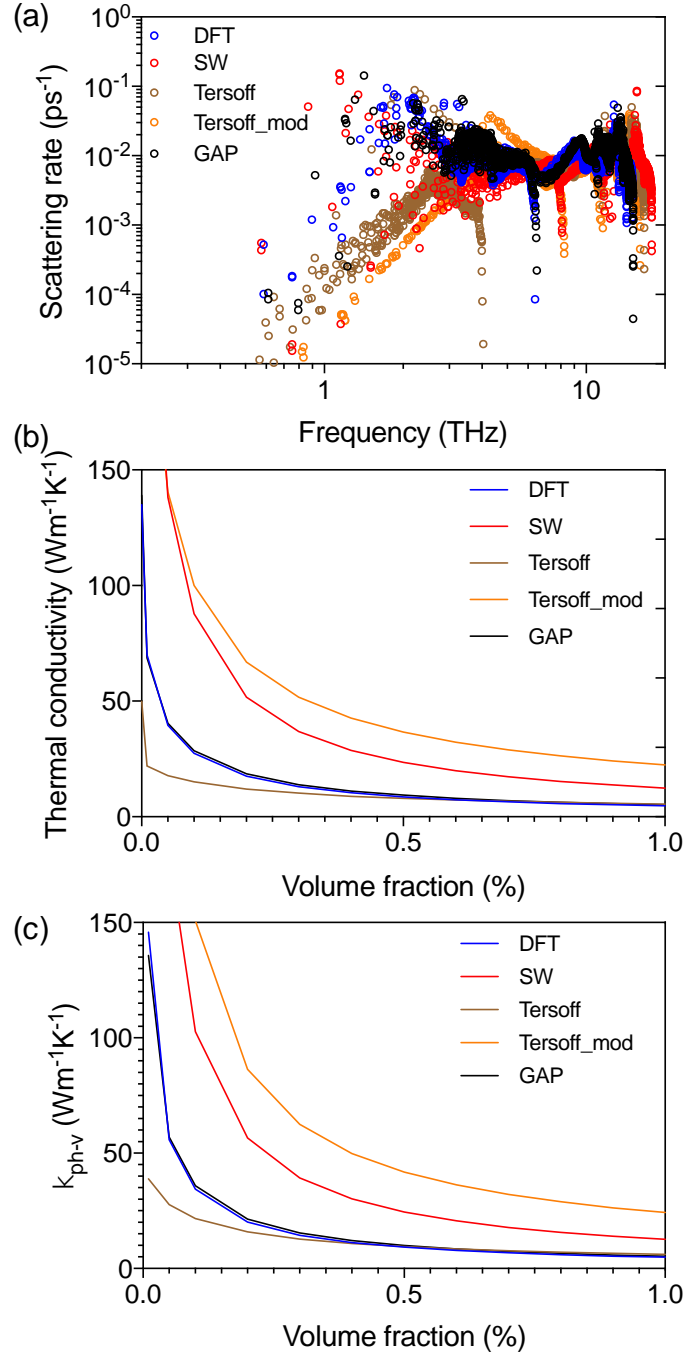 (a)
Scattering rate (ps⁻¹)
10⁰
10⁻¹
10⁻²
10⁻³
10⁻⁴
10⁻⁵
DFT
SW
Tersoff
Tersoff_mod
GAP
1
10
Frequency (THz)
(b)
Thermal conductivity (Wm⁻¹K⁻¹)
150
100
50
0
DFT
SW
Tersoff
Tersoff_mod
GAP
0.0
0.5
1.0
Volume fraction (%)
(c)
kₚₕ₋ᵥ (Wm⁻¹K⁻¹)
150
100
50
0
DFT
SW
Tersoff
Tersoff_mod
GAP
0.0
0.5
1.0
Volume fraction (%)